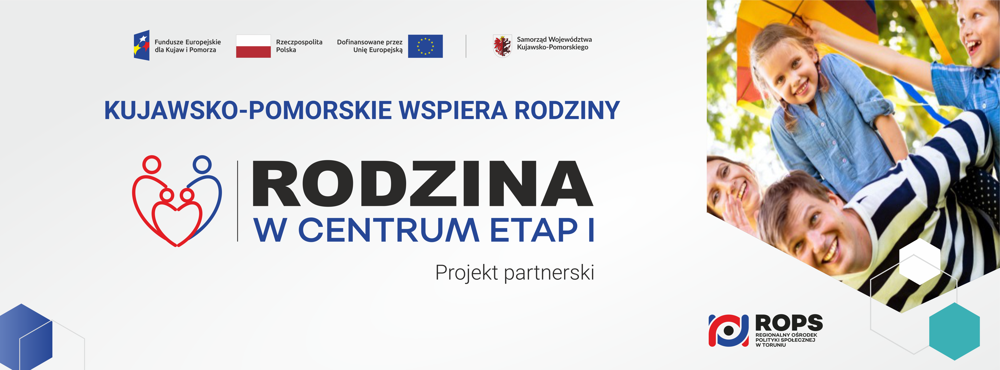 Fundusze Europejskie
dla Kujaw i Pomorza
Rzeczpospolita
Polska
Dofinansowane przez
Unię Europejską
Samorząd Województwa
Kujawsko-Pomorskiego
KUJAWSKO-POMORSKIE WSPIERA RODZINY
RODZINA
W CENTRUM ETAP I
Projekt partnerski
ROPS
REGIONALNY OŚRODEK
POLITYKI SPOŁECZNEJ
W TORUNIU